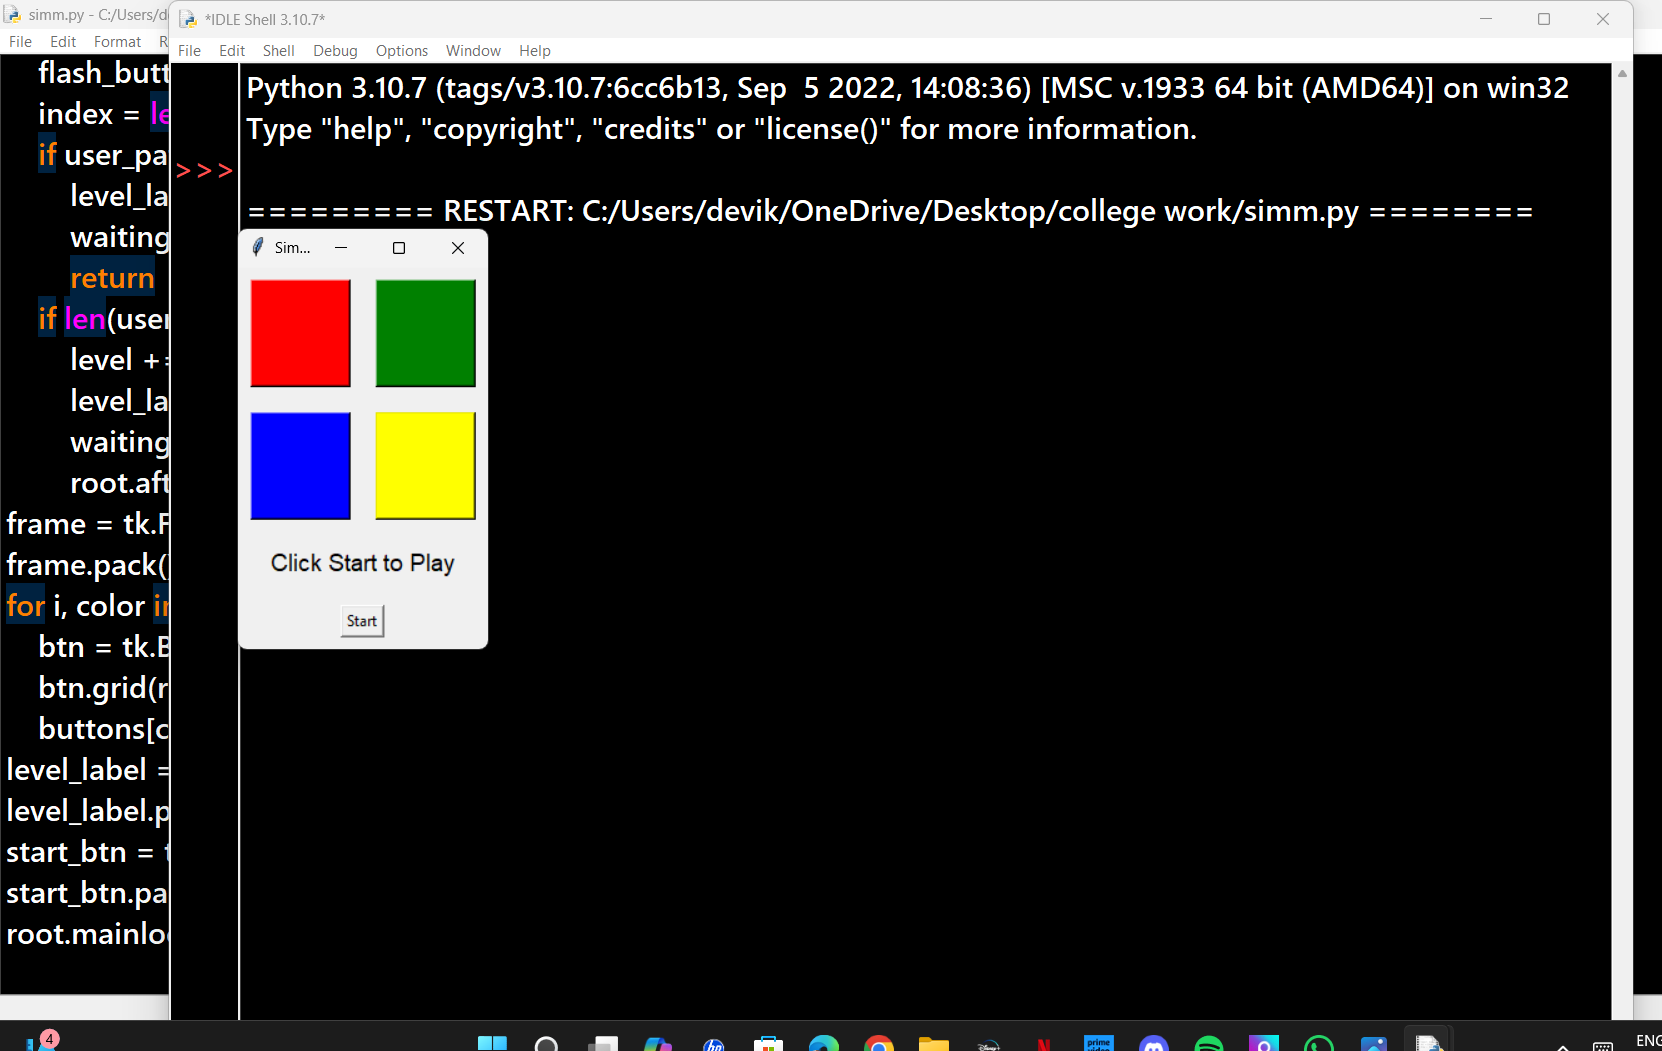 simm.py - C:/Users/d
File Edit Format R
*IDLE Shell 3.10.7*
File Edit Shell Debug Options Window Help
flash_butt
index = le
if user_pa
level_la
waiting
return
if len(user
level +=
level_la
waiting
root.aft
frame = tk.F
frame.pack()
for i, color in
btn = tk.B
btn.grid(r
buttons[c
level_label =
level_label.p
start_btn = t
start_btn.pa
root.mainloo
Python 3.10.7 (tags/v3.10.7:6cc6b13, Sep  5 2022, 14:08:36) [MSC v.1933 64 bit (AMD64)] on win32
Type "help", "copyright", "credits" or "license()" for more information.
>>>
========= RESTART: C:/Users/devik/OneDrive/Desktop/college work/simm.py ========
Sim...
Click Start to Play
Start
4
hp
Disney+
N
prime
ENG